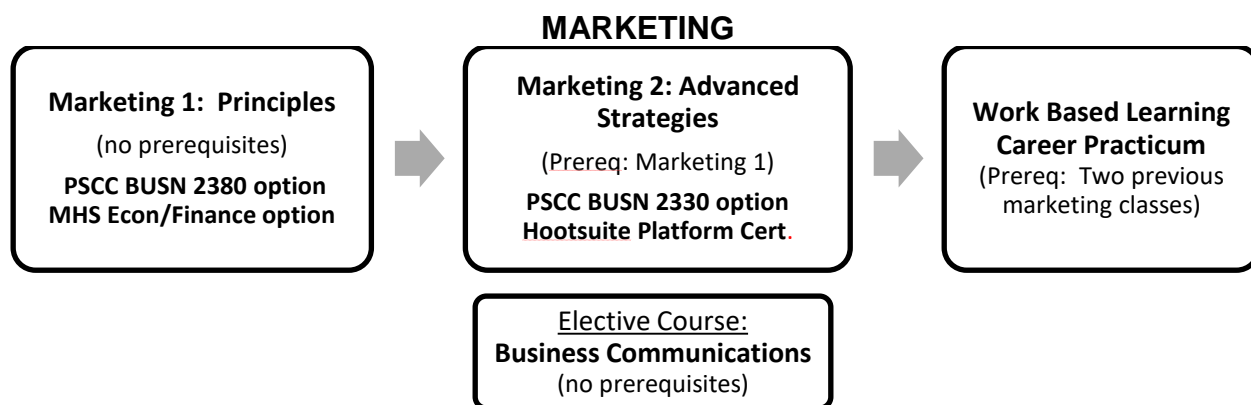 MARKETING
Marketing 1: Principles
(no prerequisites)
PSCC BUSN 2380 option
MHS Econ/Finance option
Marketing 2: Advanced
Strategies
(Prereq: Marketing 1)
PSCC BUSN 2330 option
Hootsuite Platform Cert.
Work Based Learning
Career Practicum
(Prereq: Two previous
marketing classes)
Elective Course:
Business Communications
(no prerequisites)